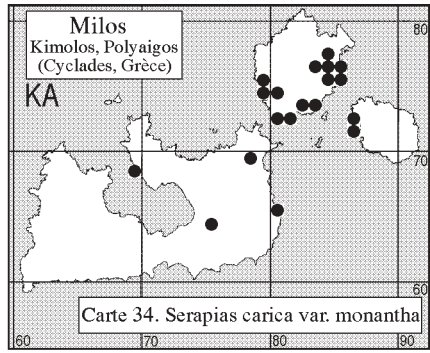 Milos
Kimolos, Polyaigos
(Cyclades, Grèce)
KA
80
70
60
Carte 34. Serapias carica var. monantha
60
70
80
90